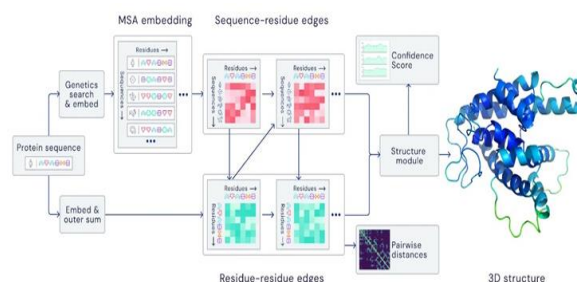 MSA embedding
Sequence-residue edges
Residues →
Sequences →
Genetics
search
& embed
Residues →
Sequences →
Residues →
Sequences →
Confidence
Score
Protein sequence
Structure
module
Embed &
outer sum
Residues →
Residues →
Residues →
Residues →
Pairwise
distances
Residue-residue edges
3D structure